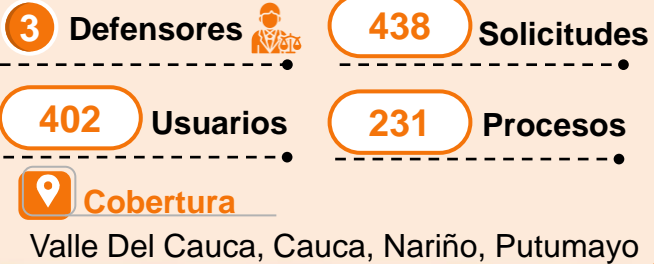 3 Defensores
438 Solicitudes
402 Usuarios
231 Procesos
Cobertura
Valle Del Cauca, Cauca, Nariño, Putumayo